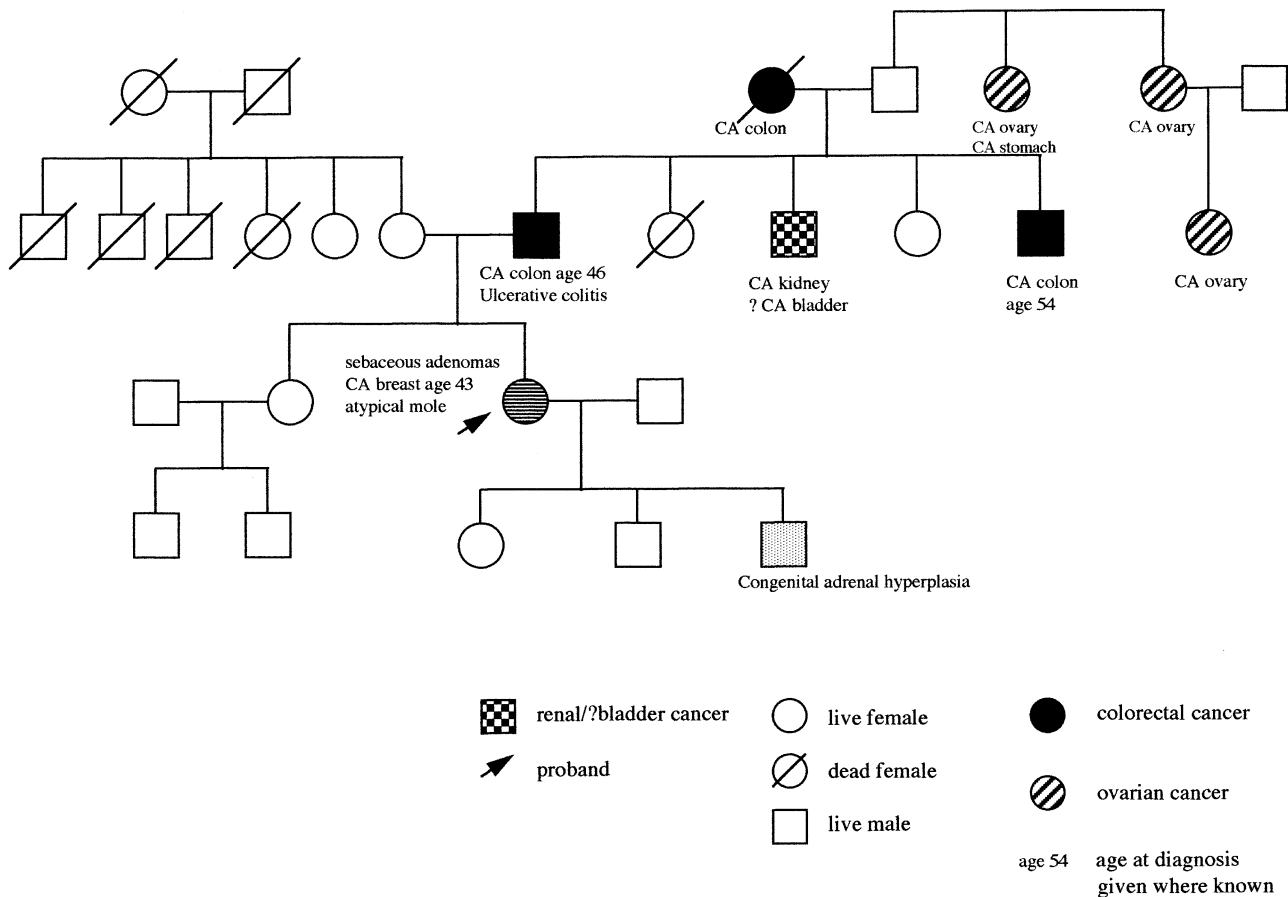 CA colon
CA ovary
CA stomach
CA ovary
CA colon age 46
Ulcerative colitis
CA kidney
? CA bladder
CA colon
age 54
CA ovary
sebaceous adenomas
CA breast age 43
atypical mole
Congenital adrenal hyperplasia
renal/?bladder cancer
live female
colorectal cancer
proband
dead female
ovarian cancer
live male
age 54 age at diagnosis
given where known